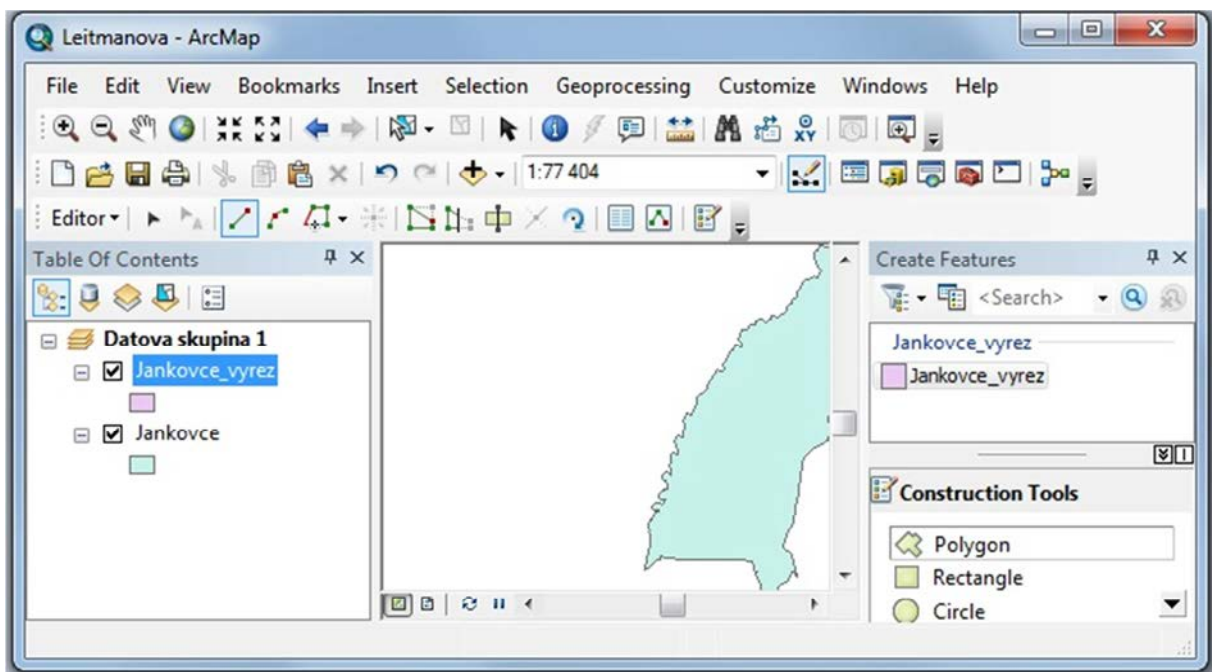 Leitmanova - ArcMap
File Edit View Bookmarks Insert Selection Geoprocessing Customize Windows Help
XY
1:77 404
Editor
Table Of Contents
Datova skupina 1
Jankovce_vyrez
Jankovce
Create Features
<Search>
Jankovce_vyrez
Jankovce_vyrez
Construction Tools
Polygon
Rectangle
Circle